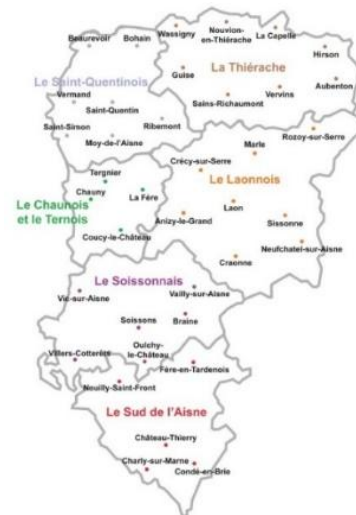 Wassigny
Nouvion-
en-Thiérache
La Capelle
Beaurevoir
Bohain
Hirson
Le Saint-Quentinois
Guise
La Thiérache
Aubenton
Vermand
Sains-Richaumont
Vervins
Saint-Quentin
Saint-Simon
Ribemont
Moy-de-l'Aisne
Rozoy-sur-Serre
Marle
Crécy-sur-Serre
Tergnier
Le Laonnois
Chauny
La Fère
Le Chaunois
et le Ternois
Laon
Anizy-le-Grand
Sissonne
Coucy-le-Château
Neufchatel-sur-Aisne
Craonne
Le Soissonnais
Vic-sur-Aisne
Vailly-sur-Aisne
Soissons
Braine
Oulchy-
le-Château
Villers-Cotterêts
Fère-en-Tardenois
Neuilly-Saint-Front
Le Sud de l'Aisne
Château-Thierry
Charly-sur-Marne
Condé-en-Brie